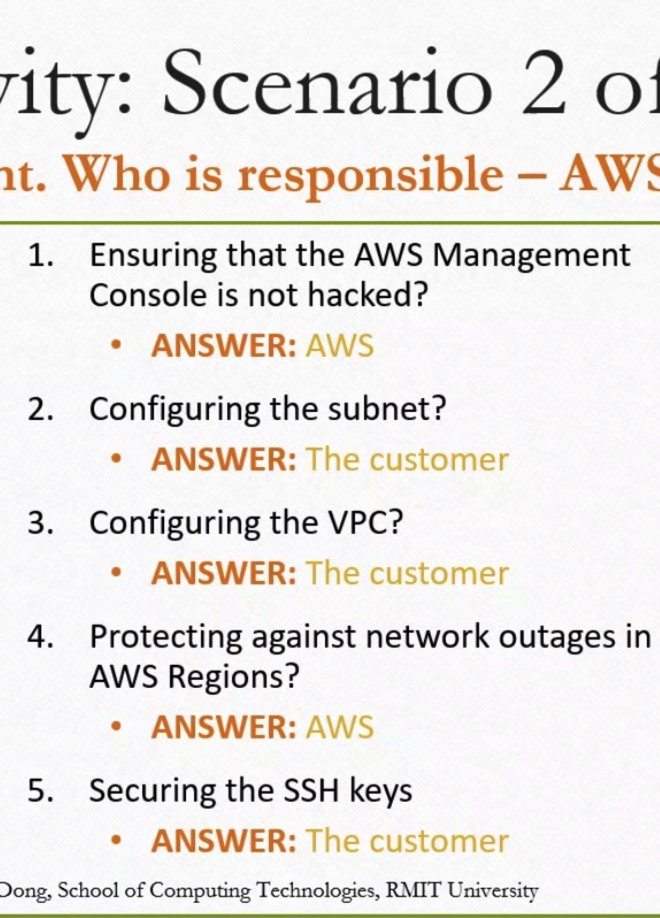 vity: Scenario 2 of
nt. Who is responsible – AWS
1. Ensuring that the AWS Management
Console is not hacked?
• ANSWER: AWS
2. Configuring the subnet?
• ANSWER: The customer
3. Configuring the VPC?
• ANSWER: The customer
4. Protecting against network outages in
AWS Regions?
• ANSWER: AWS
5. Securing the SSH keys
• ANSWER: The customer
Dong, School of Computing Technologies, RMIT University